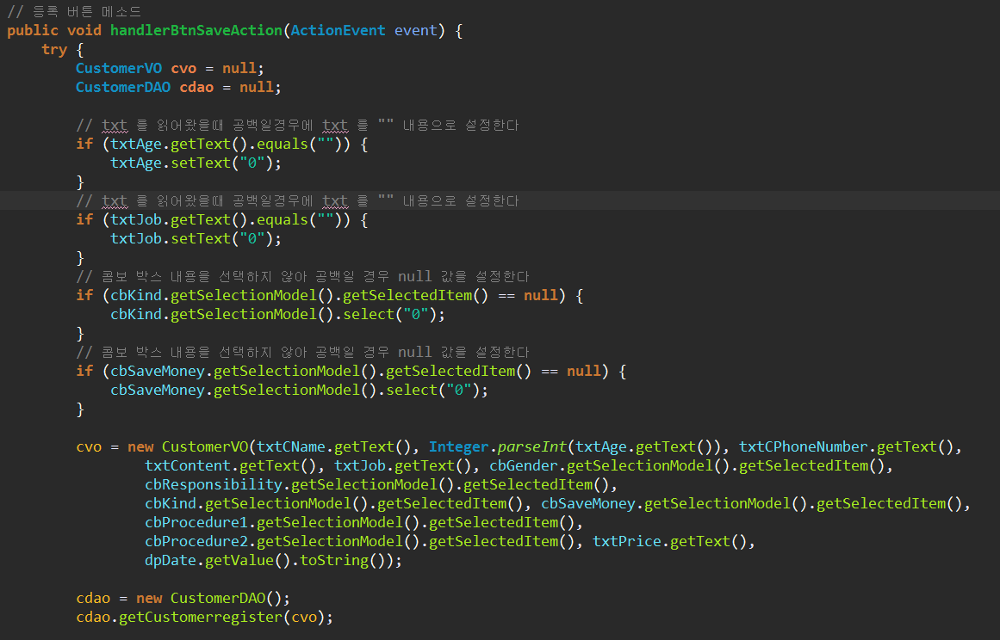 // 등록 버튼 메소드
public void handlerBtnSaveAction(ActionEvent event) {
try {
CustomerVO cvo = null;
CustomerDAO cdao = null;
// txt 를 읽어왔을때 공백일경우에 txt 를 "" 내용으로 설정한다
if (txtAge.getText().equals("")) {
txtAge.setText("0");
}
// txt 를 읽어왔을때 공백일경우에 txt 를 "" 내용으로 설정한다
if (txtJob.getText().equals("")) {
txtJob.setText("0");
}
// 콤보 박스 내용을 선택하지 않아 공백일 경우 null 값을 설정한다
if (cbKind.getSelectionModel().getSelectedItem() == null) {
cbKind.getSelectionModel().select("0");
}
// 콤보 박스 내용을 선택하지 않아 공백일 경우 null 값을 설정한다
if (cbSaveMoney.getSelectionModel().getSelectedItem() == null) {
cbSaveMoney.getSelectionModel().select("0");
}
cvo = new CustomerVO(txtCName.getText(), Integer.parseInt(txtAge.getText()), txtCPhoneNumber.getText(),
txtContent.getText(), txtJob.getText(), cbGender.getSelectionModel().getSelectedItem(),
cbResponsibility.getSelectionModel().getSelectedItem(),
cbKind.getSelectionModel().getSelectedItem(), cbSaveMoney.getSelectionModel().getSelectedItem(),
cbProcedure1.getSelectionModel().getSelectedItem(),
cbProcedure2.getSelectionModel().getSelectedItem(), txtPrice.getText(),
dpDate.getValue().toString());
cdao = new CustomerDAO();
cdao.getCustomerregister(cvo);